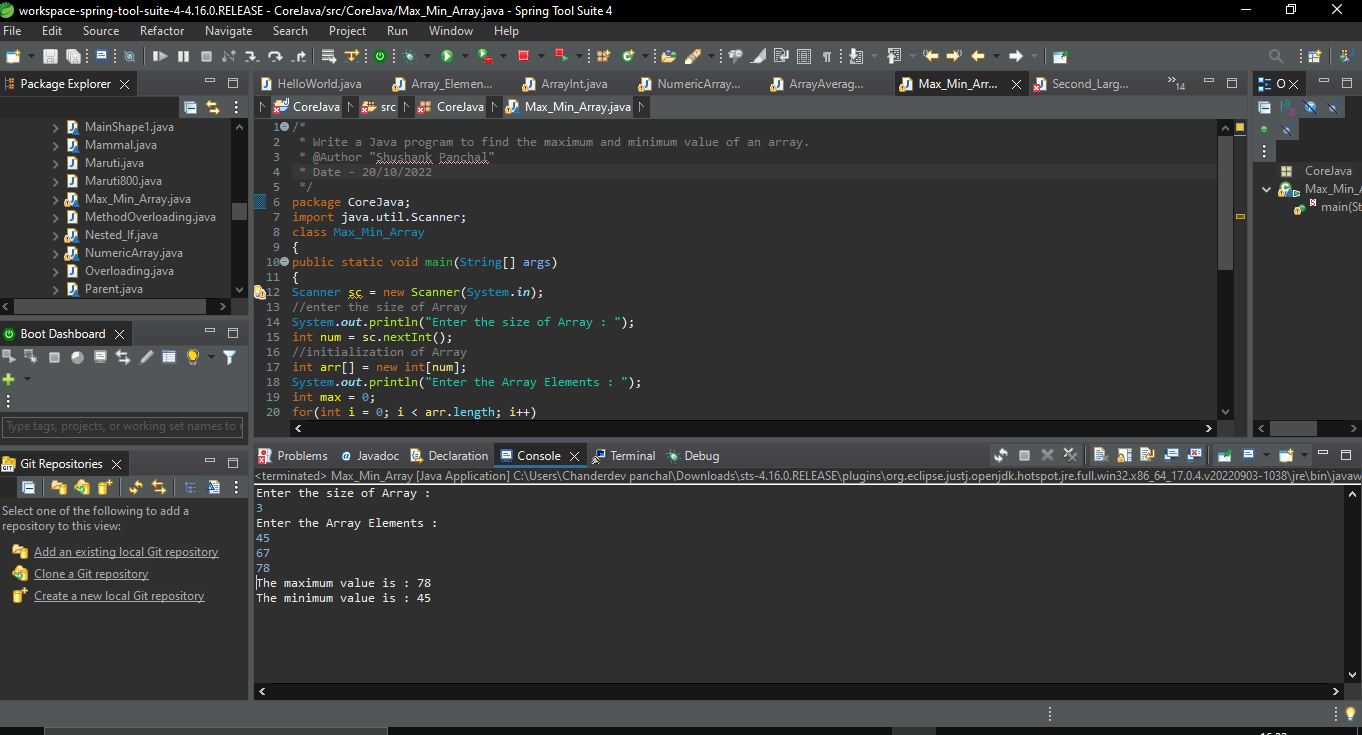 workspace-spring-tool-suite-4-4.16.0.RELEASE - CoreJava/src/CoreJava/Max_Min_Array.java - Spring Tool Suite 4
File Edit Source Refactor Navigate Search Project Run Window Help
Package Explorer
HelloWorld.java Array_Elemen... ArrayInt.java NumericArray... ArrayAverag... Max_Min_Arr... Second_Larg... 14
CoreJava src CoreJava Max_Min_Array.java
MainShape1.java
Mammal.java
Maruti.java
Maruti800.java
Max_Min_Array.java
MethodOverloading.java
Nested_If.java
NumericArray.java
Overloading.java
Parent.java
1 /*
2 * Write a Java program to find the maximum and minimum value of an array.
3 * @Author "Shushank Panchal"
4 * Date - 20/10/2022
5 */
6 package CoreJava;
7 import java.util.Scanner;
8 class Max_Min_Array
9 {
10 public static void main(String[] args)
11 {
12 Scanner sc = new Scanner(System.in);
13 //enter the size of Array
14 System.out.println("Enter the size of Array : ");
15 int num = sc.nextInt();
16 //initialization of Array
17 int arr[] = new int[num];
18 System.out.println("Enter the Array Elements : ");
19 int max = 0;
20 for(int i = 0; i < arr.length; i++)
O
CoreJava
Max_Min_A
main(St
Boot Dashboard
Type tags, projects, or working set names to
Git Repositories
Select one of the following to add a
repository to this view:
Add an existing local Git repository
Clone a Git repository
Create a new local Git repository
Problems Javadoc Declaration Console Terminal Debug
<terminated> Max_Min_Array [Java Application] C:\Users\Chanderdev panchal\Downloads\sts-4.16.0.RELEASE\plugins\org.eclipse.justj.openjdk.hotspot.jre.full.win32.x86_64_17.0.4.v20220903-1038\jre\bin\javaw
Enter the size of Array :
3
Enter the Array Elements :
45
67
78
The maximum value is : 78
The minimum value is : 45